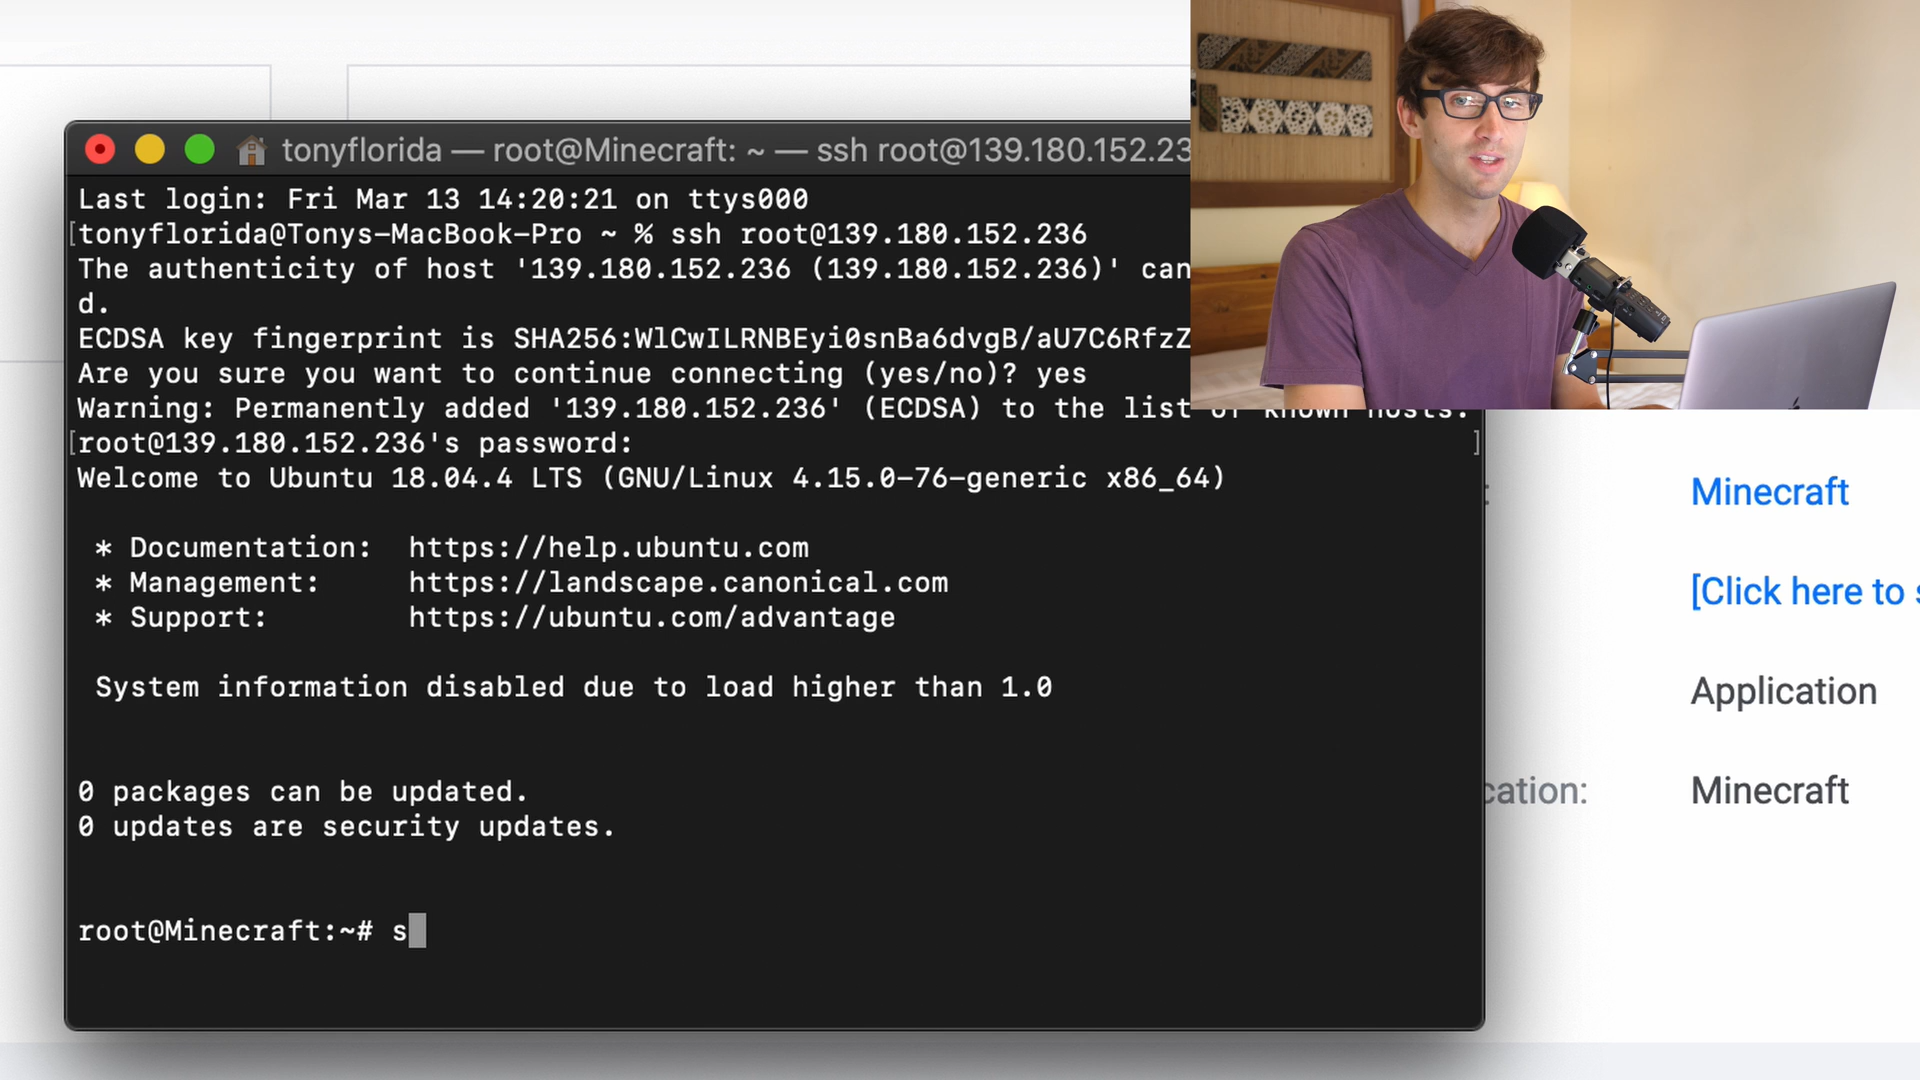 tonyflorida — root@Minecraft: ~ — ssh root@139.180.152.23
Last login: Fri Mar 13 14:20:21 on ttys000
[tonyflorida@Tonys-MacBook-Pro ~ % ssh root@139.180.152.236
The authenticity of host '139.180.152.236 (139.180.152.236)' can
d.
ECDSA key fingerprint is SHA256:WlCwILRNBEyi0snBa6dvgB/aU7C6RfzZ
Are you sure you want to continue connecting (yes/no)? yes
Warning: Permanently added '139.180.152.236' (ECDSA) to the list of known hosts.
[root@139.180.152.236's password: ]
Welcome to Ubuntu 18.04.4 LTS (GNU/Linux 4.15.0-76-generic x86_64)
* Documentation: https://help.ubuntu.com
* Management: https://landscape.canonical.com
* Support: https://ubuntu.com/advantage
System information disabled due to load higher than 1.0
0 packages can be updated.
0 updates are security updates.
root@Minecraft:~# s
: Minecraft
[Click here to s
Application
cation: Minecraft